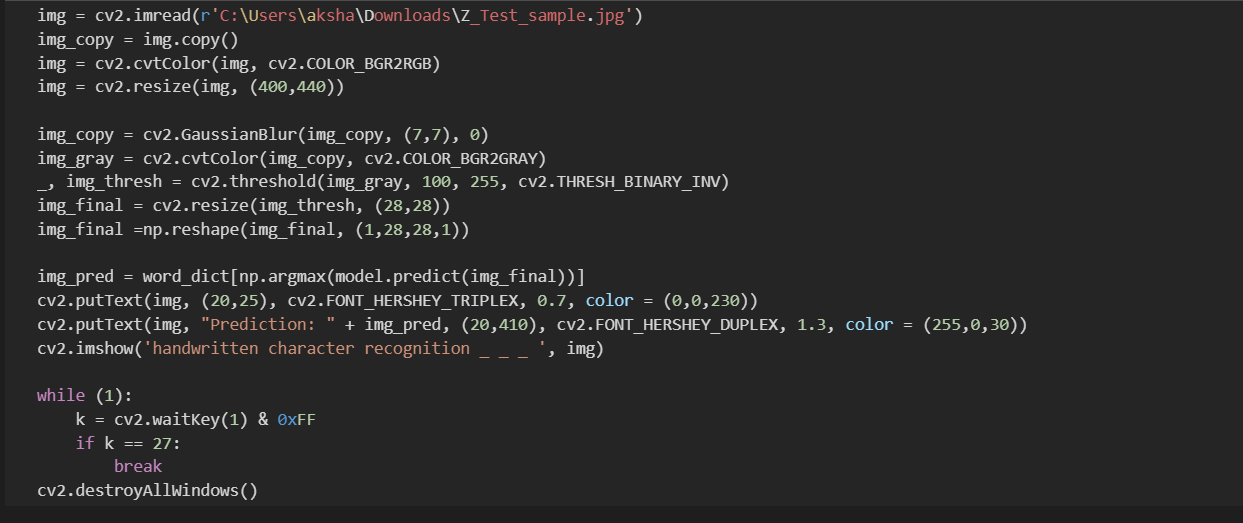 img = cv2.imread(r'C:\Users\aksha\Downloads\Z_Test_sample.jpg')
img_copy = img.copy()
img = cv2.cvtColor(img, cv2.COLOR_BGR2RGB)
img = cv2.resize(img, (400,440))

img_copy = cv2.GaussianBlur(img_copy, (7,7), 0)
img_gray = cv2.cvtColor(img_copy, cv2.COLOR_BGR2GRAY)
_, img_thresh = cv2.threshold(img_gray, 100, 255, cv2.THRESH_BINARY_INV)
img_final = cv2.resize(img_thresh, (28,28))
img_final =np.reshape(img_final, (1,28,28,1))

img_pred = word_dict[np.argmax(model.predict(img_final))]
cv2.putText(img, (20,25), cv2.FONT_HERSHEY_TRIPLEX, 0.7, color = (0,0,230))
cv2.putText(img, "Prediction: " + img_pred, (20,410), cv2.FONT_HERSHEY_DUPLEX, 1.3, color = (255,0,30))
cv2.imshow('handwritten character recognition _ _ _ ', img)

while (1):
    k = cv2.waitKey(1) & 0xFF
    if k == 27:
        break
cv2.destroyAllWindows()